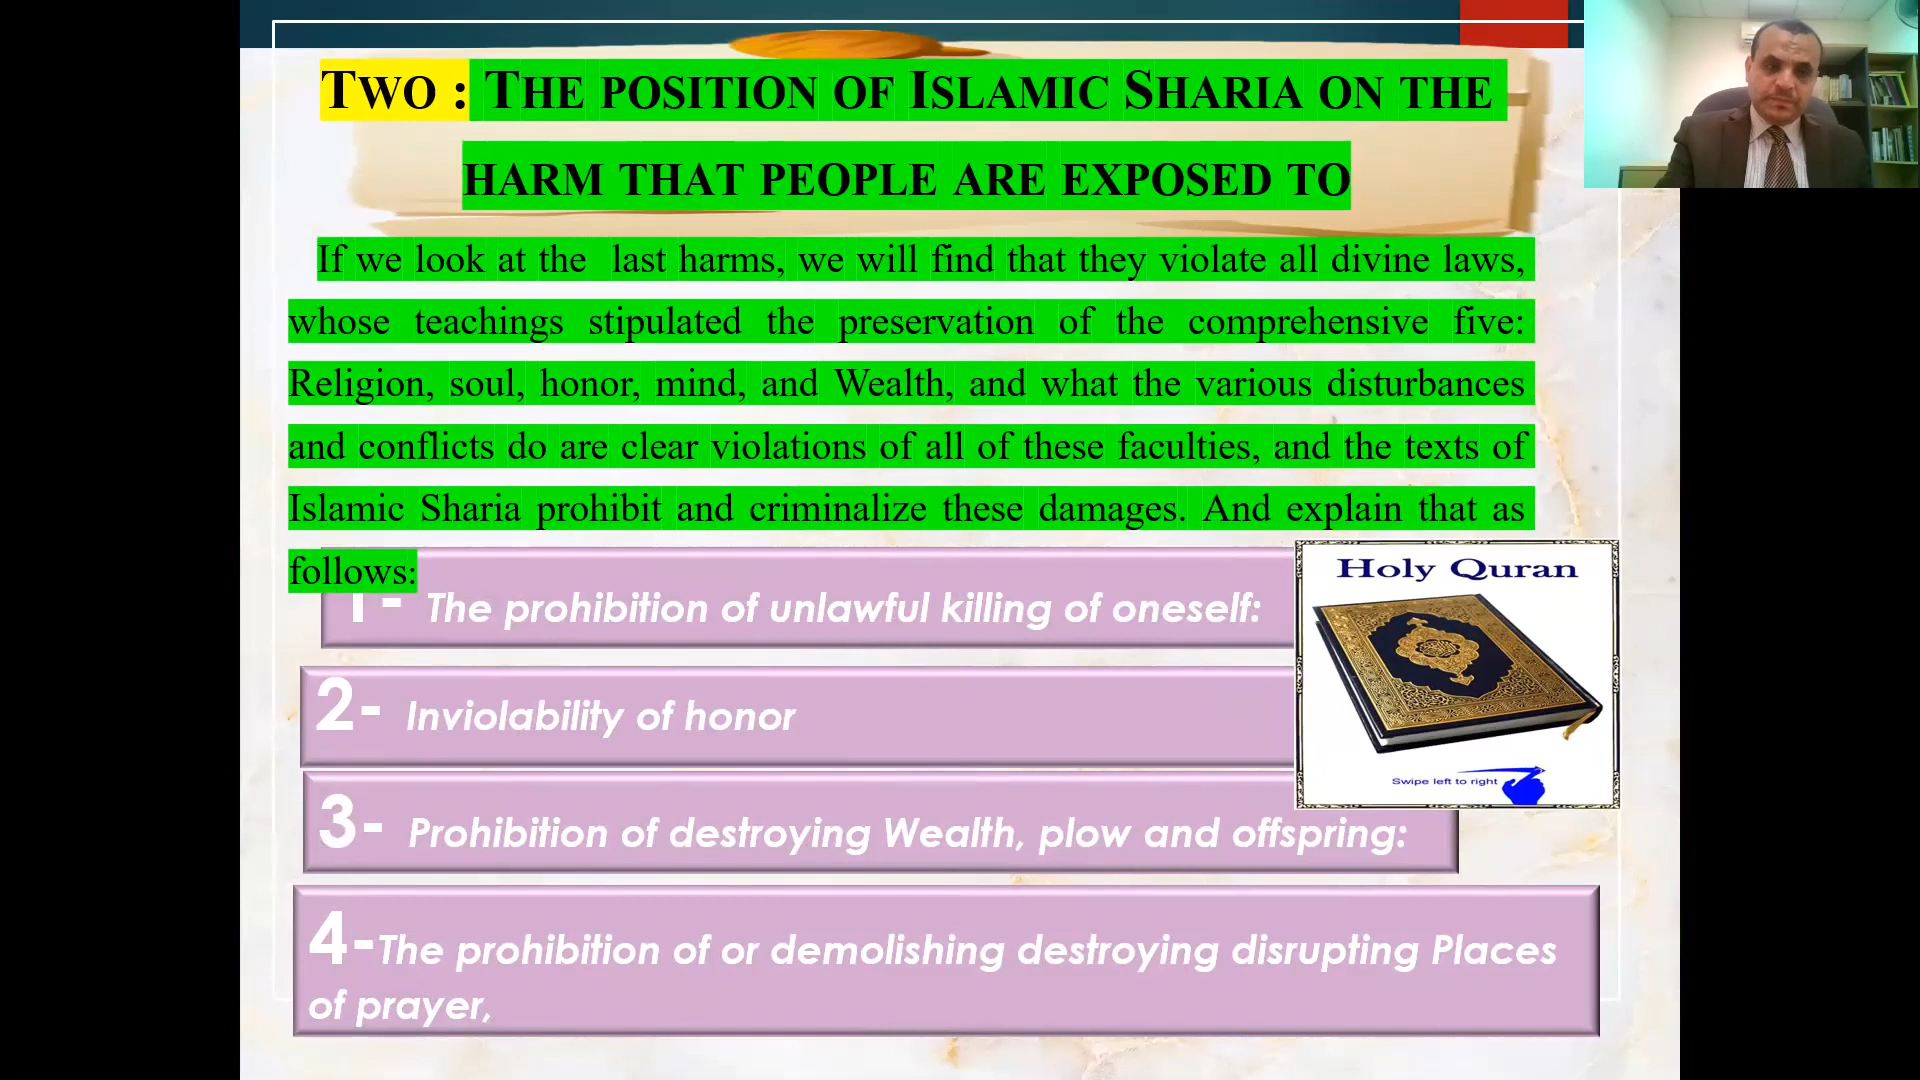 Two : The position of Islamic Sharia on the
harm that people are exposed to
If we look at the last harms, we will find that they violate all divine laws,
whose teachings stipulated the preservation of the comprehensive five:
Religion, soul, honor, mind, and Wealth, and what the various disturbances
and conflicts do are clear violations of all of these faculties, and the texts of
Islamic Sharia prohibit and criminalize these damages. And explain that as
follows:
1- The prohibition of unlawful killing of oneself:
Holy Quran
Swipe left to right
2- Inviolability of honor
3- Prohibition of destroying Wealth, plow and offspring:
4-The prohibition of or demolishing destroying disrupting Places
of prayer,